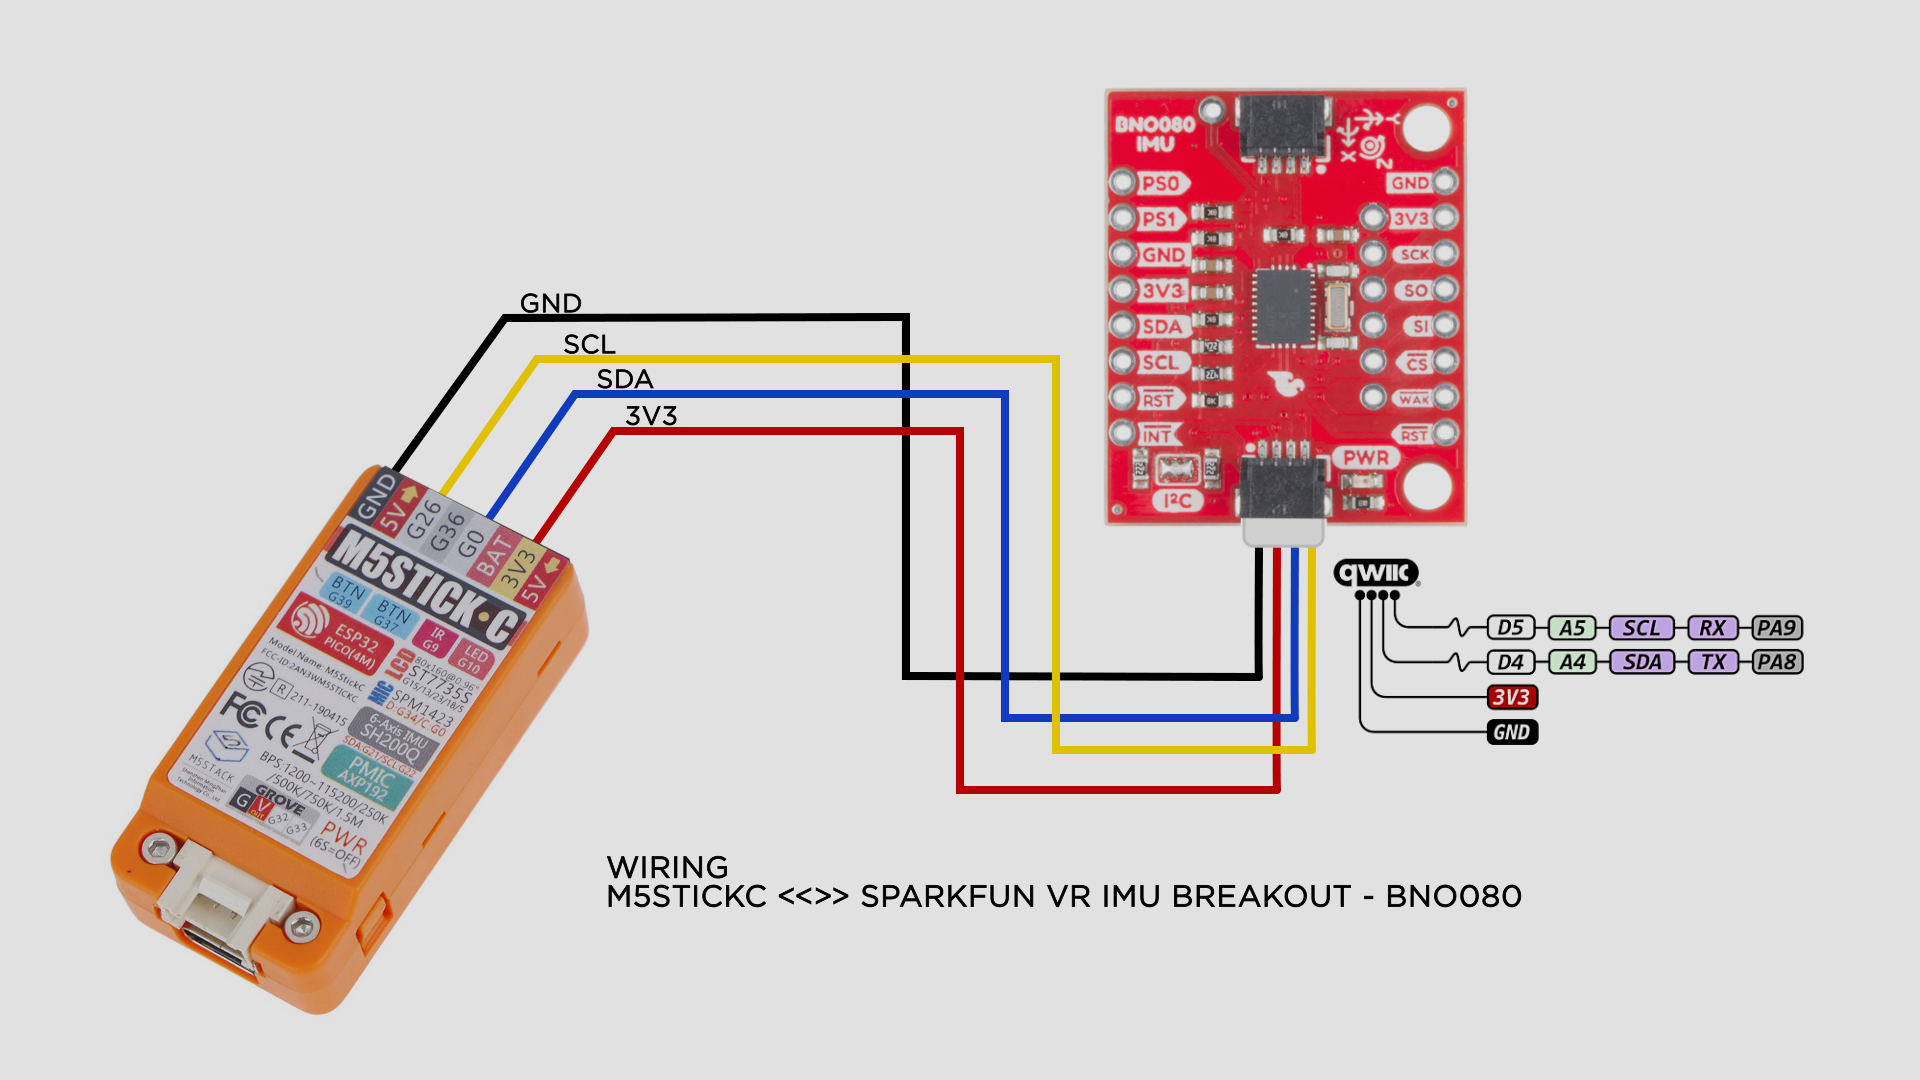 BNO080
IMU
PS0
PS1
GND
3V3
SDA
SCL
RST
INT
I²C
X
Y
Z
GND
3V3
SCK
SO
SI
CS
WAK
RST
PWR
GND
SCL
SDA
3V3
GND
5V
G26
G36
G0
BAT
3V3
5V
M5STICK·C
BTN
G39
BTN
G37
IR
G9
LED
G10
ESP32
PICO(4M)
Model Name: M5StickC
FCC-ID:2AN3WM5STICKC
R 211-190415
FC CE
LCD
80x160@0.96"
ST7735S
G15/13/23/18/5
MIC
SPM1423
D:G34/C:G0
6-Axis IMU
SH200Q
SDA:G21/SCL:G22
PMIC
AXP192
M5STACK
BPS:1200~115200/250K
/500K/750K/1.5M
GROVE
G V G32 G33
PWR
(6S=OFF)
qwiic
D5 A5 SCL RX PA9
D4 A4 SDA TX PA8
3V3
GND
WIRING
M5STICKC <<>> SPARKFUN VR IMU BREAKOUT - BNO080